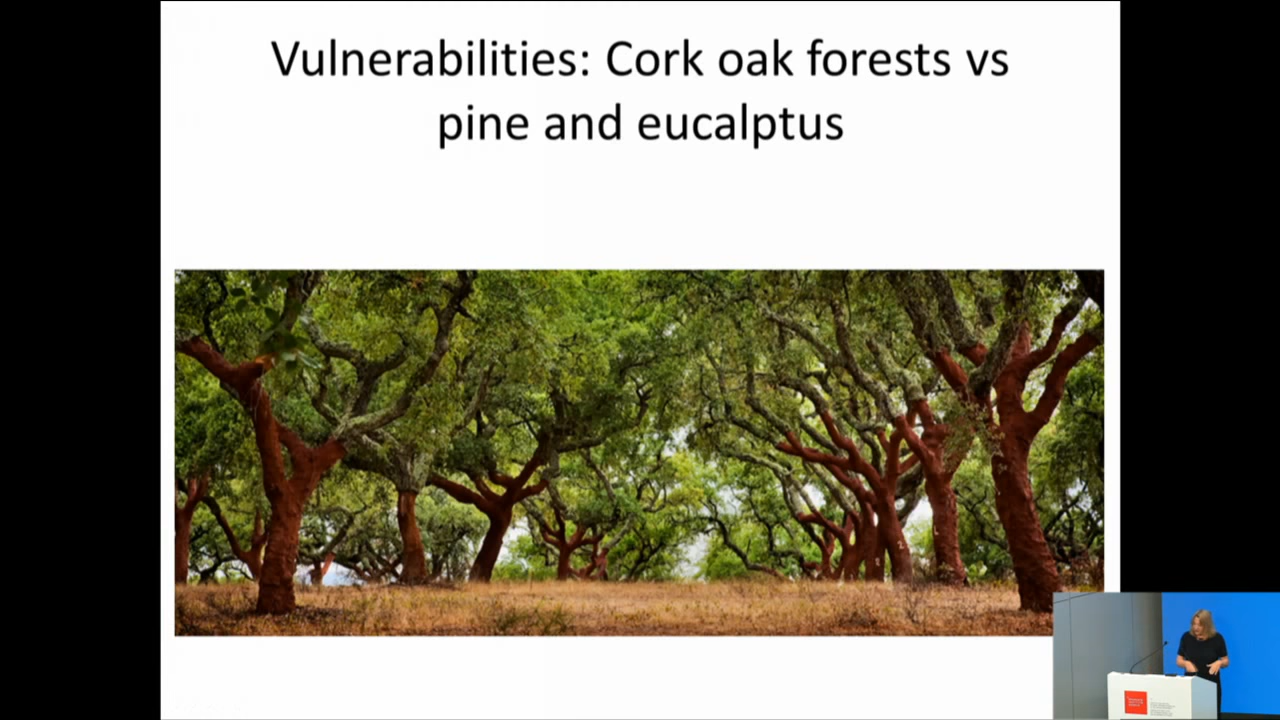 Vulnerabilities: Cork oak forests vs
pine and eucalptus